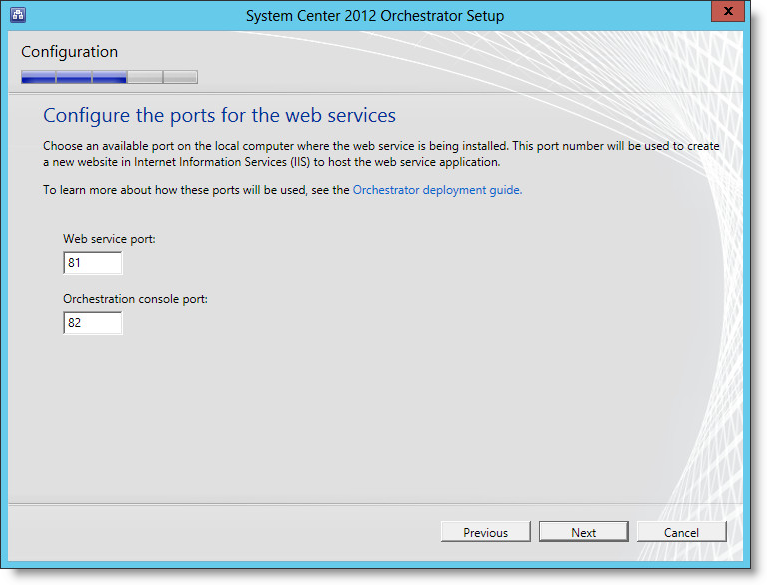 System Center 2012 Orchestrator Setup
x
Configuration
Configure the ports for the web services
Choose an available port on the local computer where the web service is being installed. This port number will be used to create
a new website in Internet Information Services (IIS) to host the web service application.
To learn more about how these ports will be used, see the Orchestrator deployment guide.
Web service port:
81
Orchestration console port:
82
Previous Next Cancel